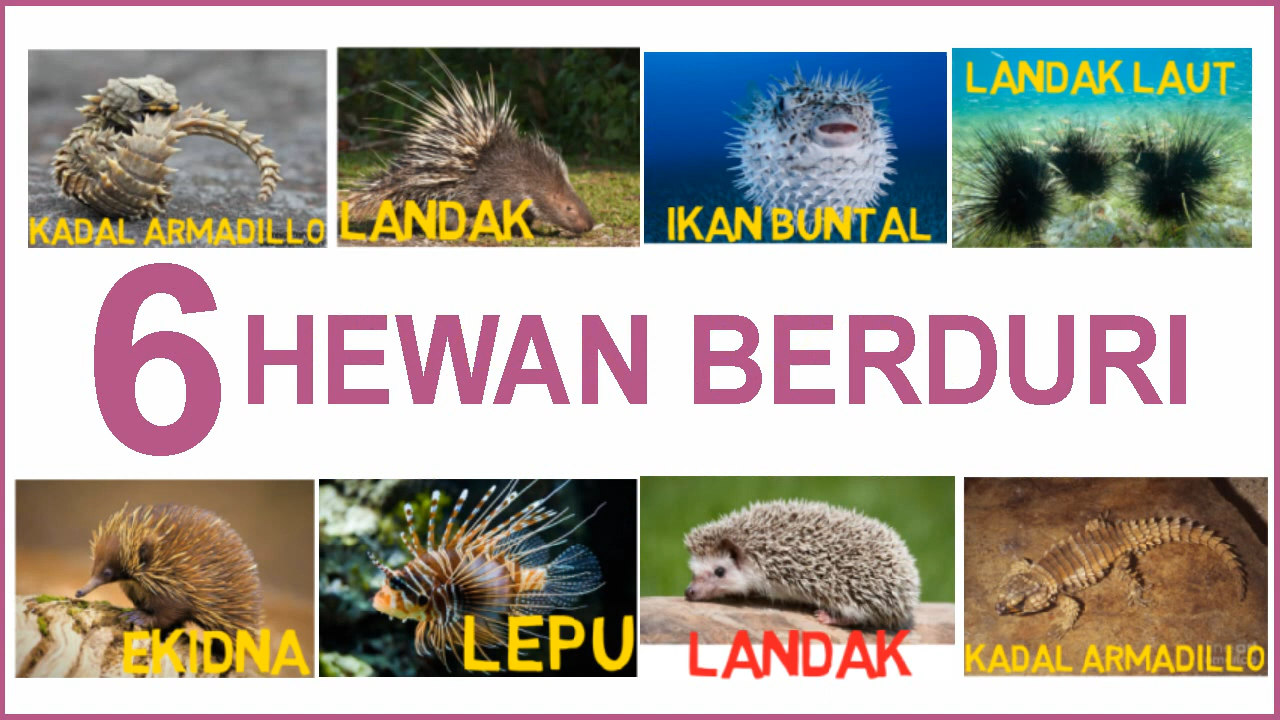 KADAL ARMADILLO
LANDAK
IKAN BUNTAL
LANDAK LAUT
6 HEWAN BERDURI
EKIDNA
LEPU
LANDAK
KADAL ARMADILLO